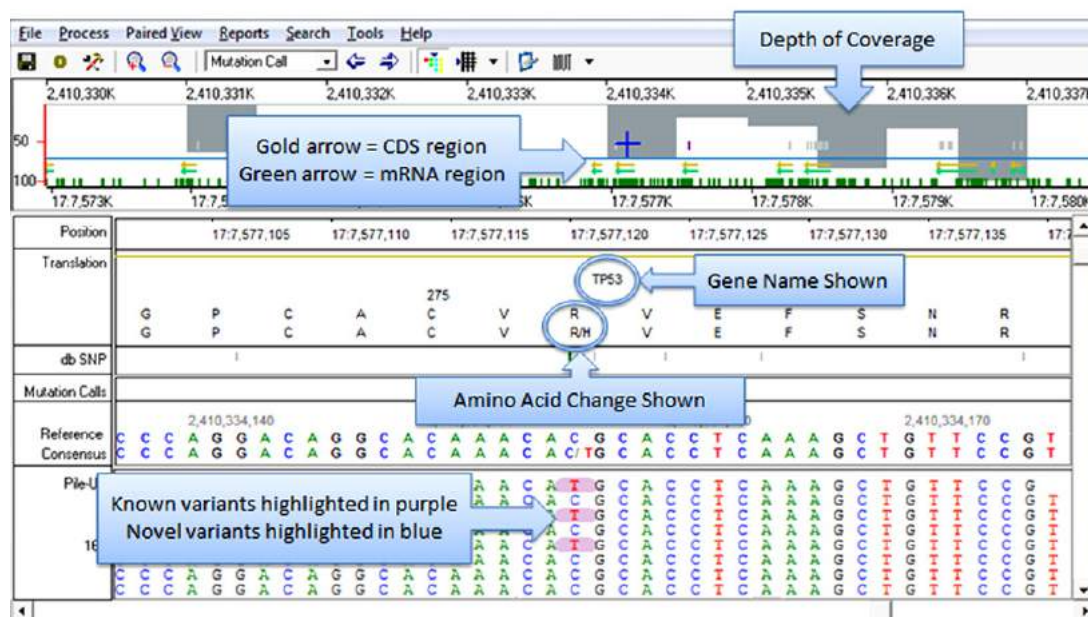 File Process Paired View Reports Search Tools Help
Depth of Coverage
Mutation Call
2,410,330K 2,410,331K 2,410,332K 2,410,333K 2,410,334K 2,410,335K 2,410,336K 2,410,337K
50
Gold arrow = CDS region
Green arrow = mRNA region
100
17:7,573K 17:7,577K 17:7,578K 17:7,579K 17:7,580K
Position 17:7,577,105 17:7,577,110 17:7,577,115 17:7,577,120 17:7,577,125 17:7,577,130 17:7,577,135
Translation
TP53 Gene Name Shown
275
G P C A C V R V E F S N R
G P C A C V R/H V E F S N R
db SNP
Mutation Calls
Amino Acid Change Shown
2,410,334,140 2,410,334,170
Reference C C C A G G A C A G G C A C A A A C A C G C A C C T C A A A G C T G T T C C G T
Consensus C C C A G G A C A G G C A C A A A C A C/T G C A C C T C A A A G C T G T T C C G T
A A C A T G C A C C T C A A A G C T G T T C C G
Known variants highlighted in purple
Novel variants highlighted in blue
A A C A C G C A C C T C A A A G C T G T T C C G T
A A C A T G C A C C T C A A A G C T G T T C C G T
A A C A C G C A C C T C A A A G C T G T T C C G T
A A C A T G C A C C T C A A A G C T G T T C C G T
A A C A C G C A C C T C A A A G C T G T T C C G T
C C C A G G A C A G G C A C A A A C A C G C A C C T C A A A G C T G T T C C G T
C C C A G G A C A G G C A C A A A C A C G C A C C T C A A A G C T G T T C C G T